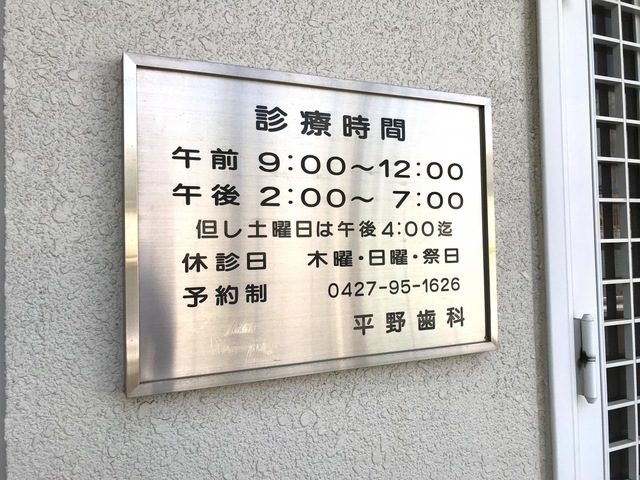 診療時間
午前 9:00〜12:00
午後 2:00〜 7:00
但し土曜日は午後4:00迄
休診日 木曜・日曜・祭日
予約制 0427-95-1626
平野歯科